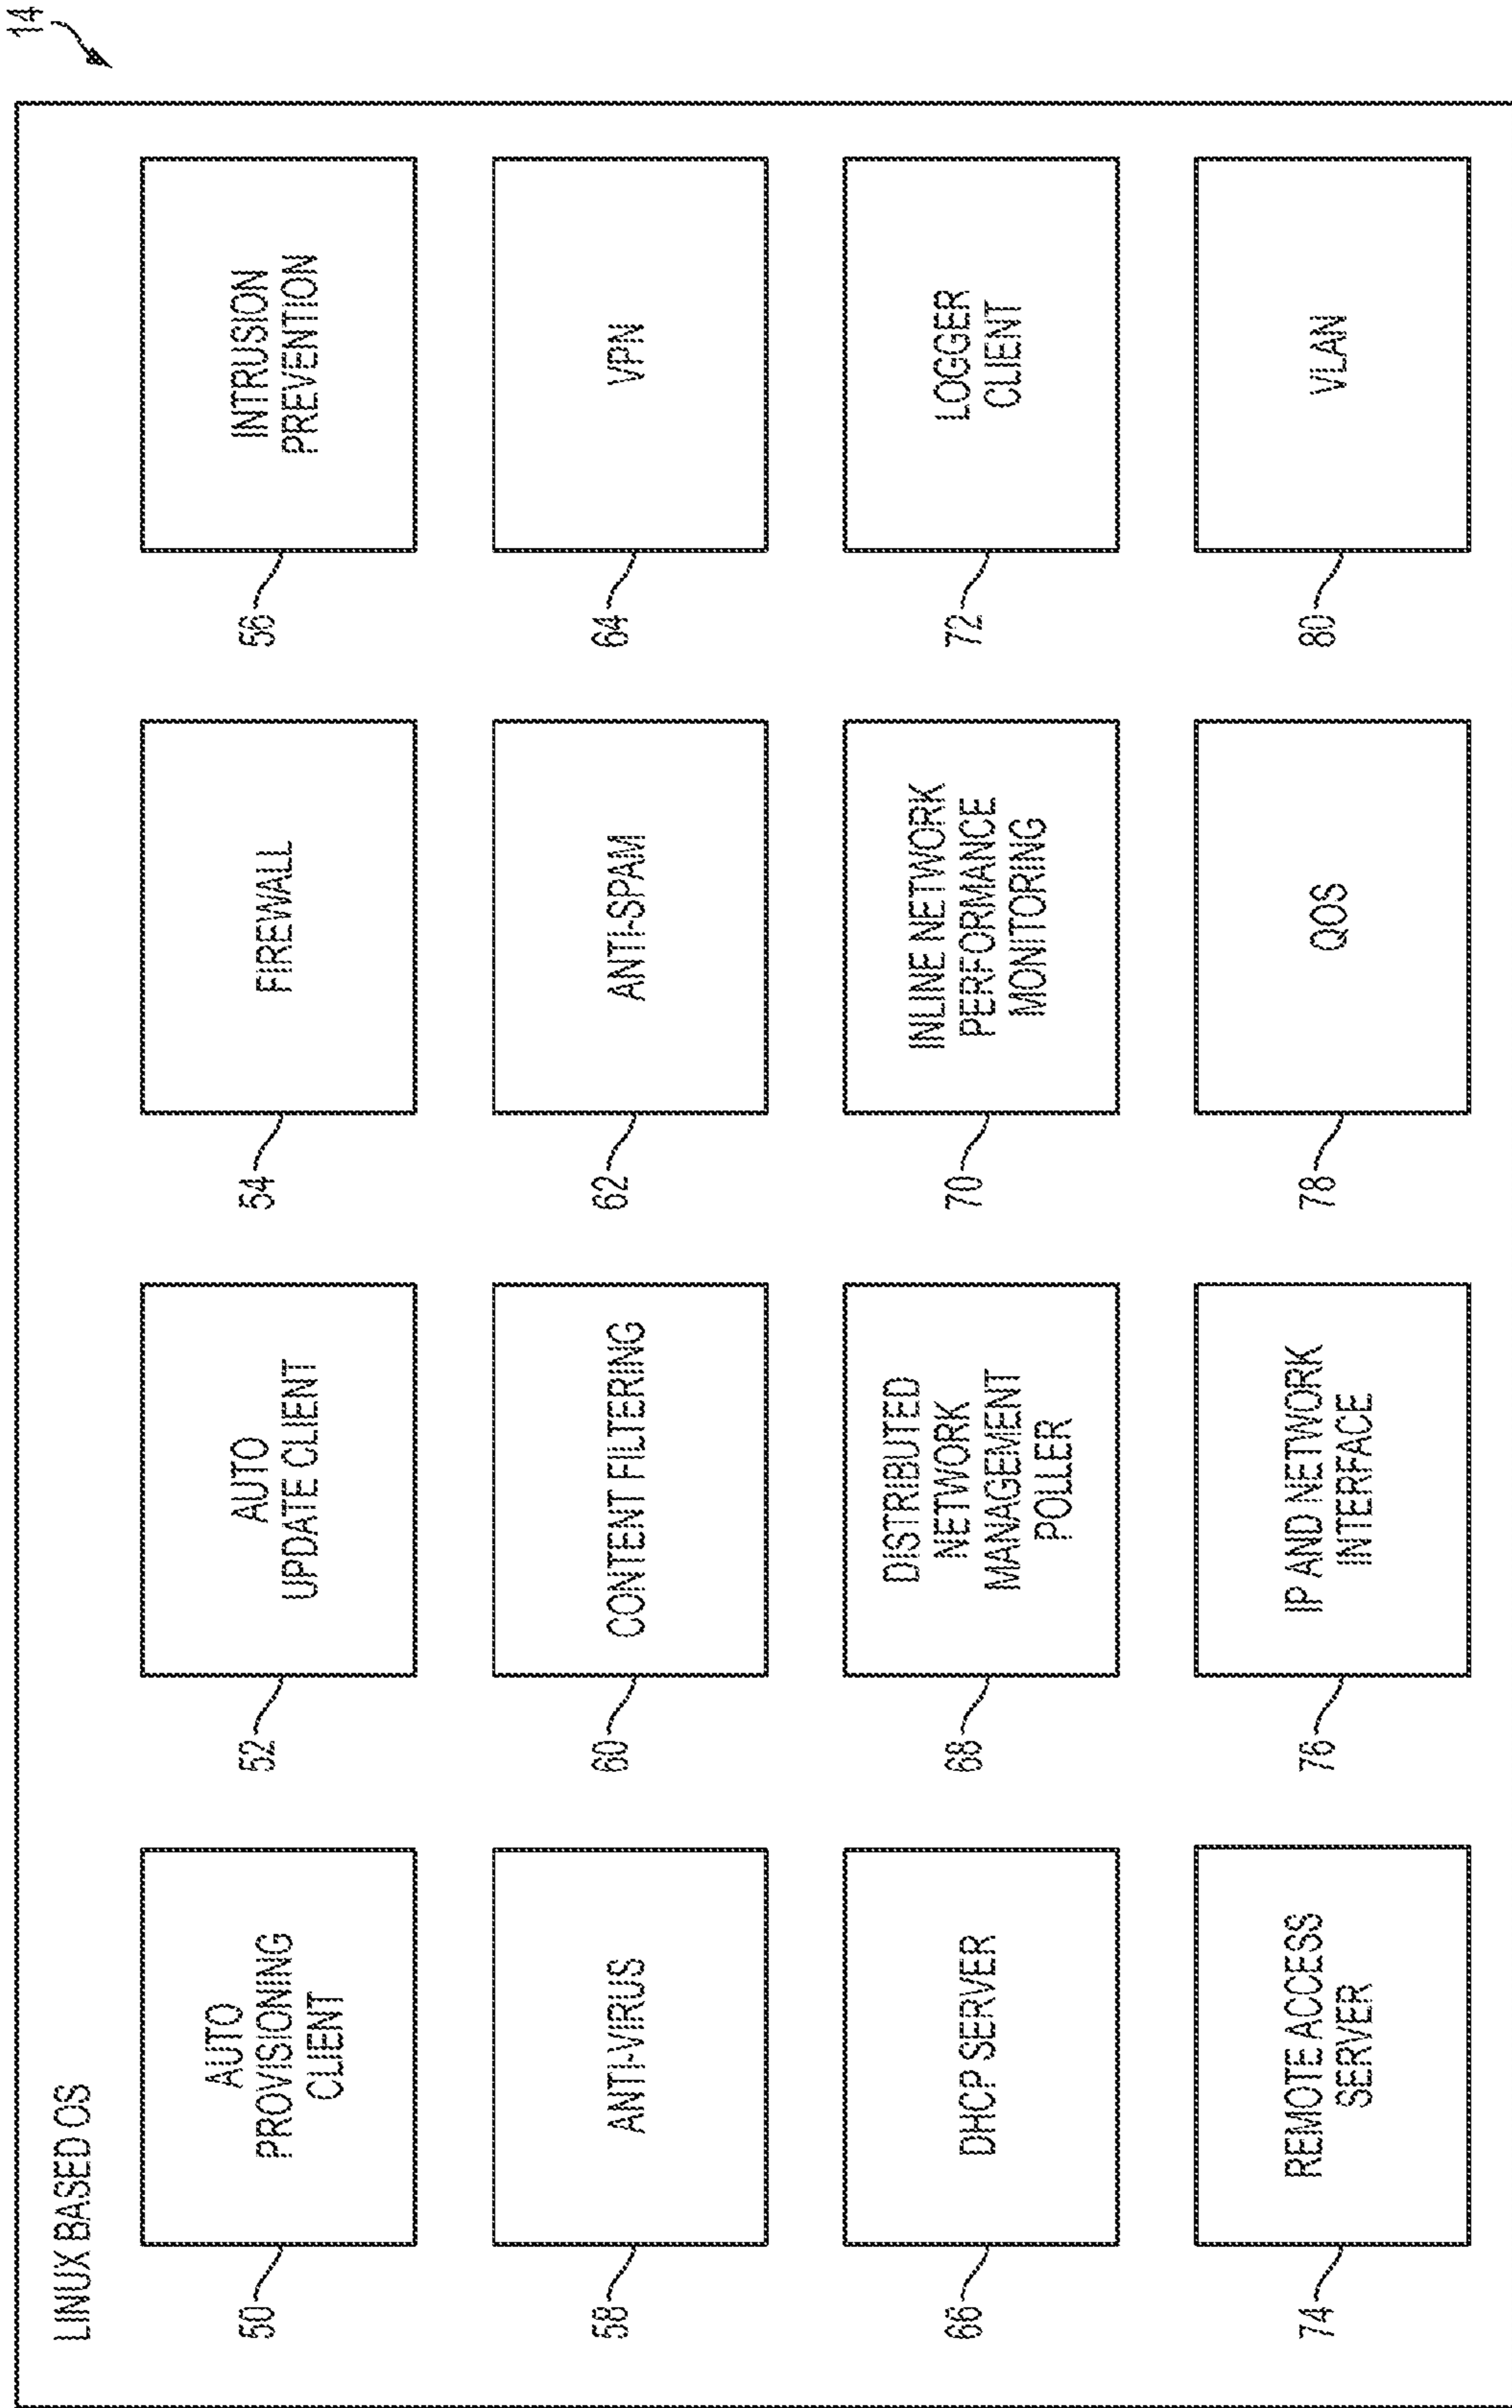 14
LINUX BASED OS
50
AUTO
PROVISIONING
CLIENT
52
AUTO
UPDATE CLIENT
54
FIREWALL
56
INTRUSION
PREVENTION
58
ANTI-VIRUS
60
CONTENT FILTERING
62
ANTI-SPAM
64
VPN
66
DHCP SERVER
68
DISTRIBUTED
NETWORK
MANAGEMENT
POLLER
70
INLINE NETWORK
PERFORMANCE
MONITORING
72
LOGGER
CLIENT
74
REMOTE ACCESS
SERVER
76
IP AND NETWORK
INTERFACE
78
QOS
80
VLAN